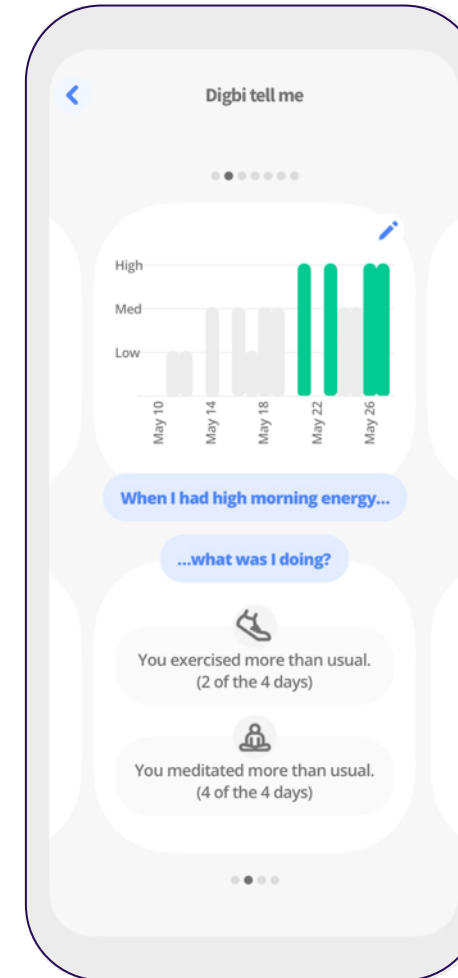 Digbi tell me
High
Med
Low
May 10
May 14
May 18
May 22
May 26
When I had high morning energy...
...what was I doing?
You exercised more than usual.
(2 of the 4 days)
You meditated more than usual.
(4 of the 4 days)